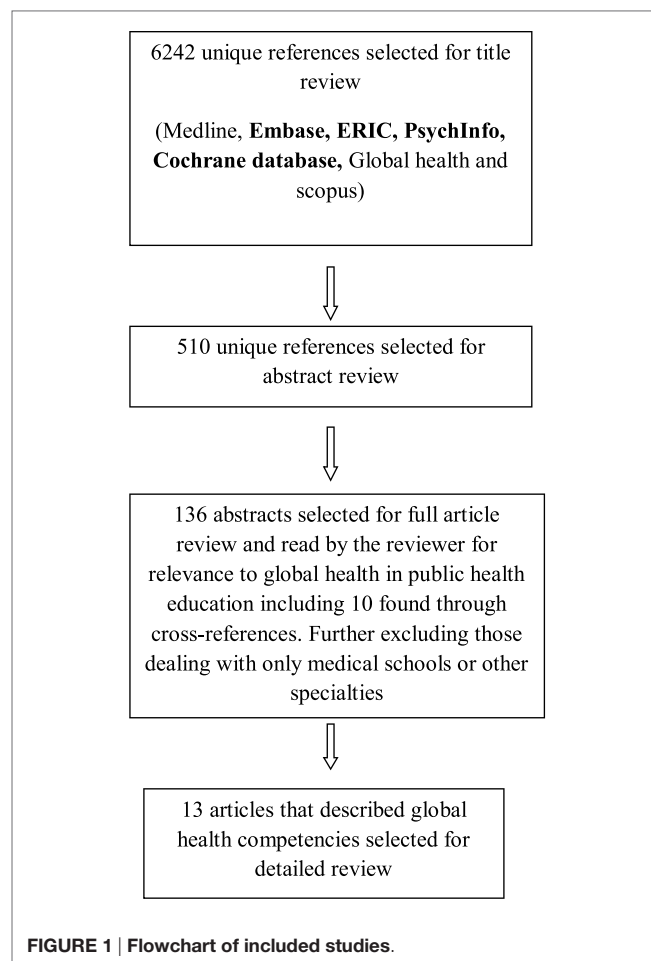 6242 unique references selected for title
review
(Medline, Embase, ERIC, PsychInfo,
Cochrane database, Global health and
scopus)
510 unique references selected for
abstract review
136 abstracts selected for full article
review and read by the reviewer for
relevance to global health in public health
education including 10 found through
cross-references. Further excluding those
dealing with only medical schools or other
specialties
13 articles that described global
health competencies selected for
detailed review
FIGURE 1 | Flowchart of included studies.